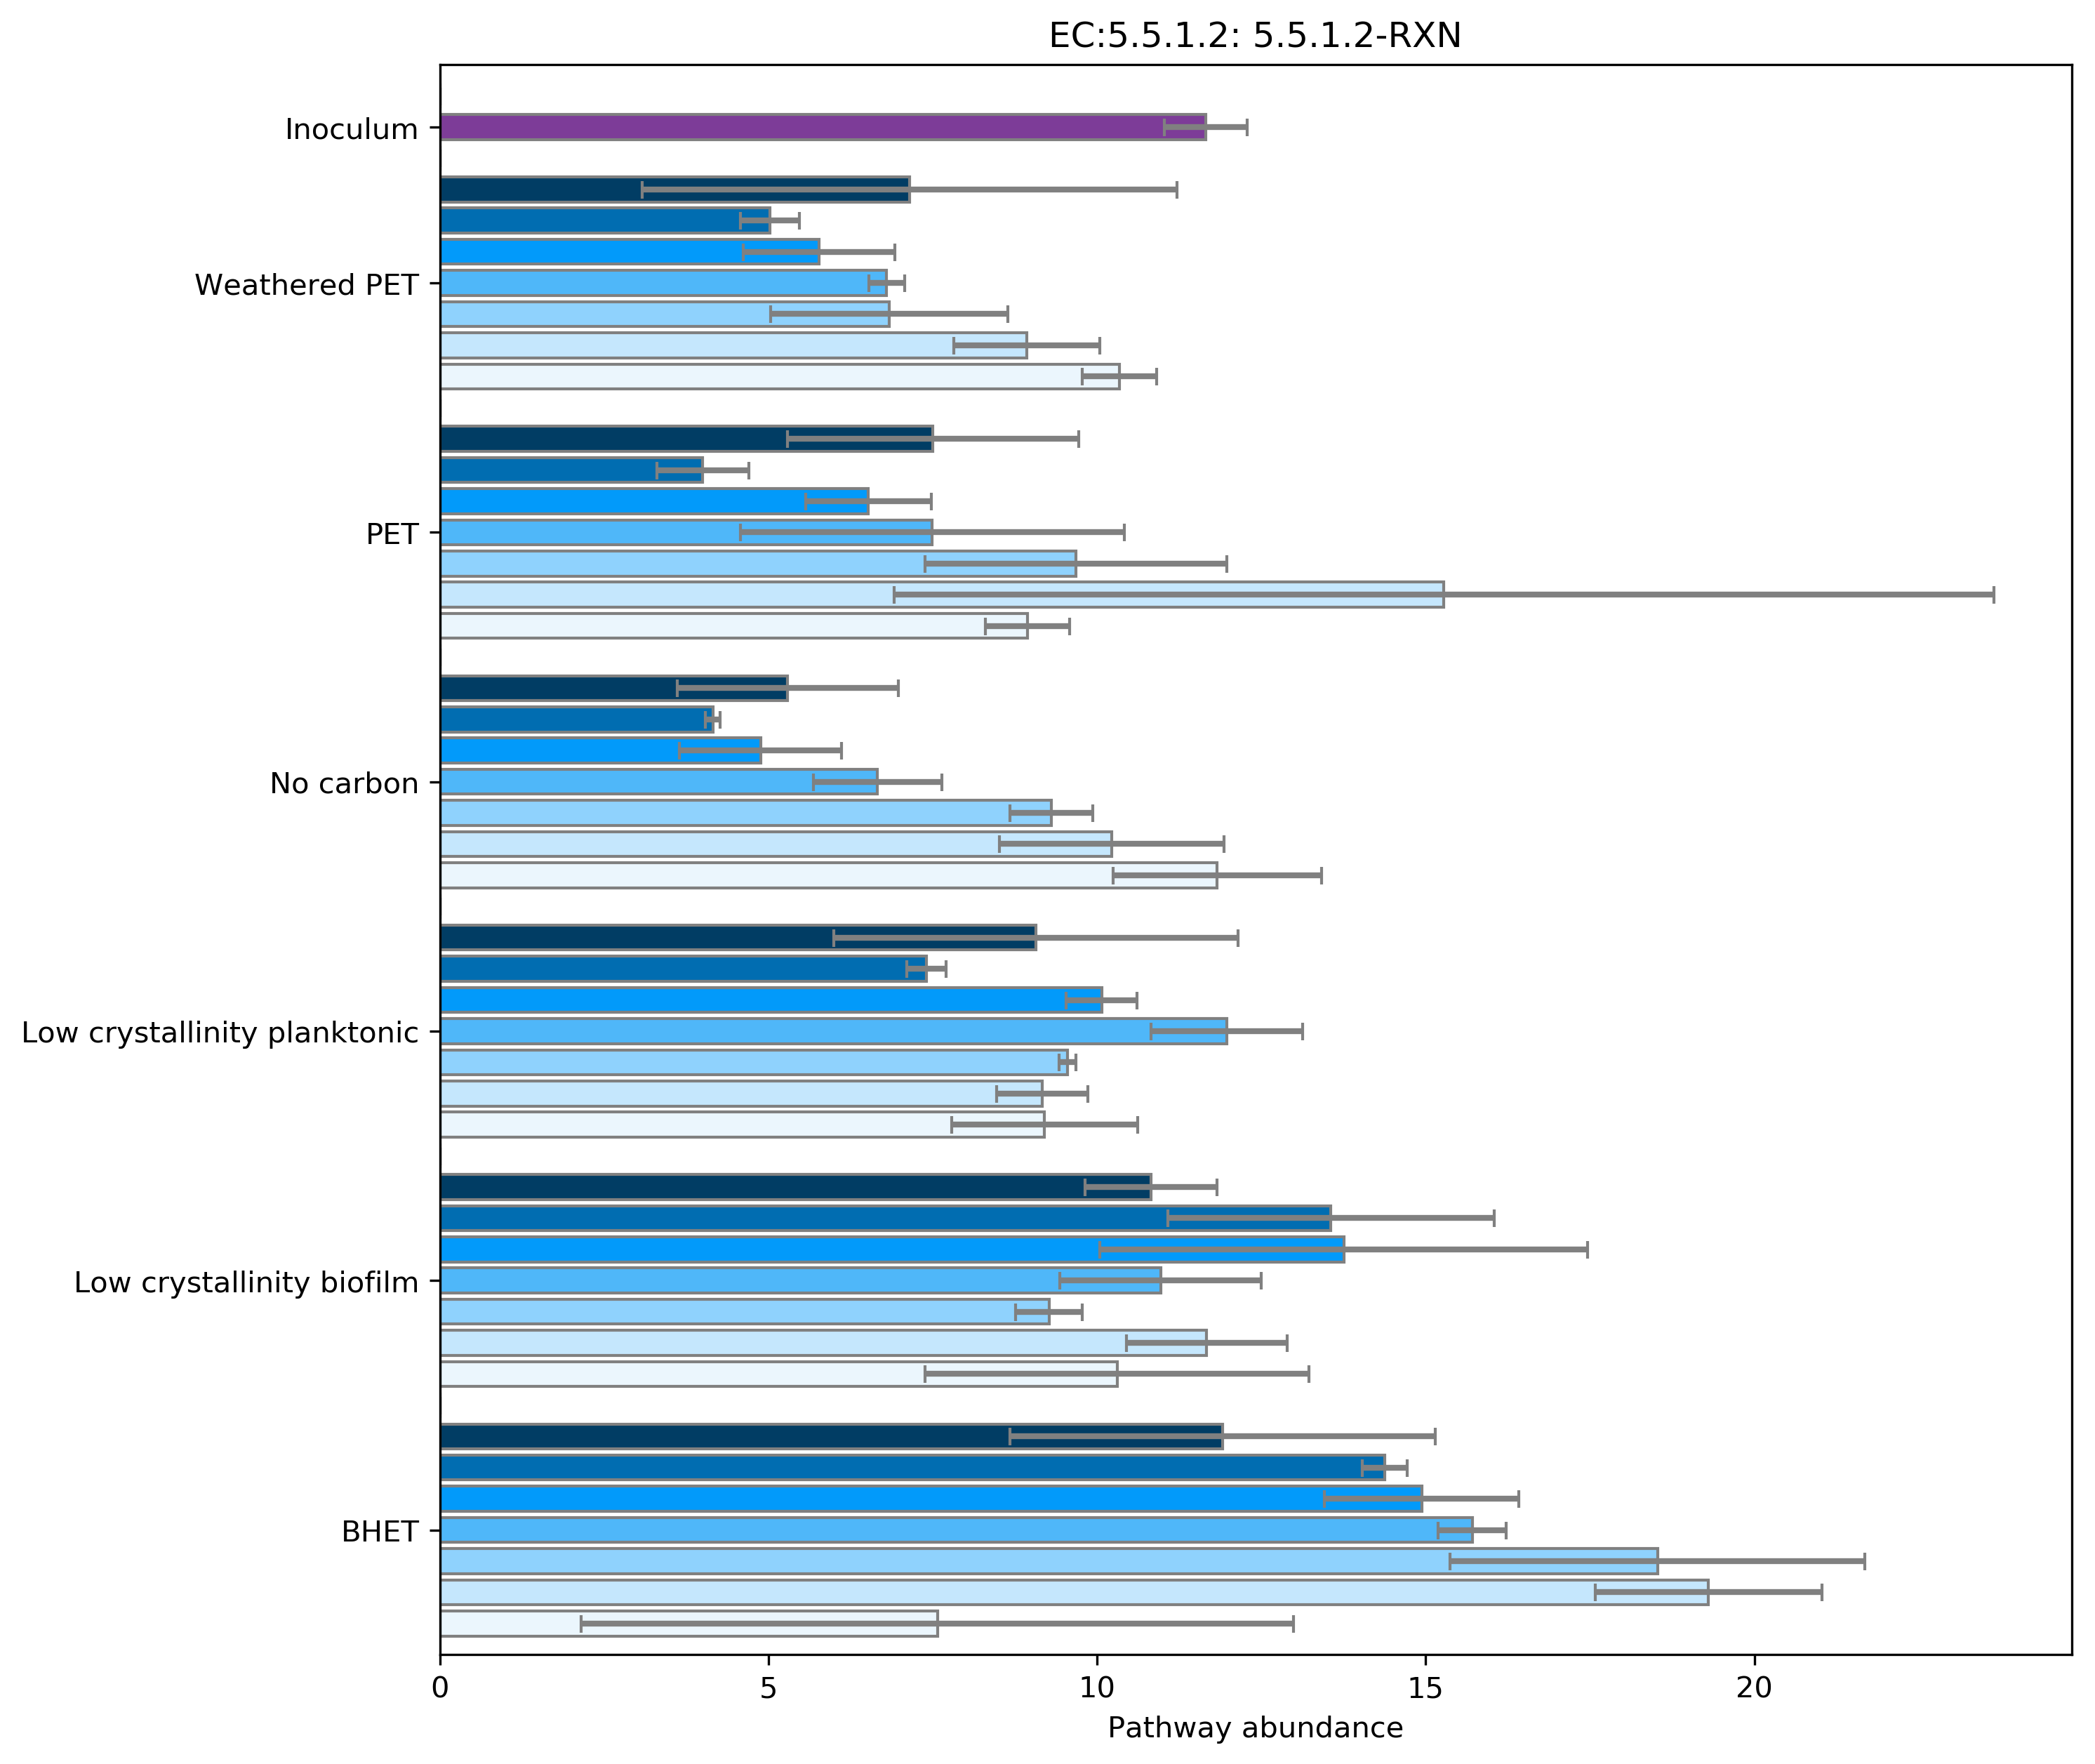 EC:5.5.1.2: 5.5.1.2-RXN
Inoculum
Weathered PET
PET
No carbon
Low crystallinity planktonic
Low crystallinity biofilm
BHET
0 5 10 15 20
Pathway abundance